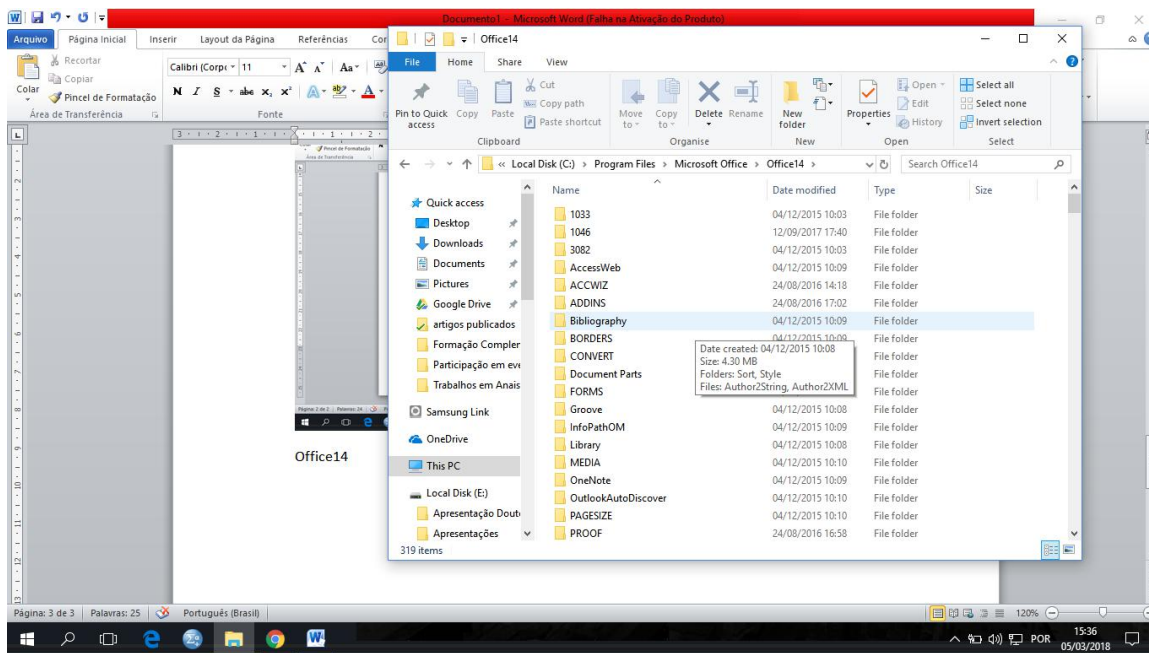 Documento1 - Microsoft Word (Falha na Ativação do Produto)
Arquivo Página Inicial Inserir Layout da Página Referências Cor
Colar
Recortar
Copiar
Pincel de Formatação
Área de Transferência
Calibri (Corpo 11
Fonte
Office14
File Home Share View
Pin to Quick access
Copy
Paste
Cut
Copy path
Paste shortcut
Clipboard
Move to
Copy to
Delete
Rename
Organise
New folder
New
Properties
Open
Edit
History
Open
Select all
Select none
Invert selection
Select
« Local Disk (C:) > Program Files > Microsoft Office > Office14 >
Search Office14
Quick access
Desktop
Downloads
Documents
Pictures
Google Drive
artigos publicados
Formação Compler
Participação em eve
Trabalhos em Anais
Samsung Link
OneDrive
This PC
Local Disk (E:)
Apresentação Douto
Apresentações
Name Date modified Type Size
1033 04/12/2015 10:03 File folder
1046 12/09/2017 17:40 File folder
3082 04/12/2015 10:03 File folder
AccessWeb 04/12/2015 10:09 File folder
ACCWIZ 24/08/2016 14:18 File folder
ADDINS 24/08/2016 17:02 File folder
Bibliography 04/12/2015 10:09 File folder
BORDERS 04/12/2015 10:09 File folder
CONVERT File folder
Document Parts File folder
FORMS File folder
Groove 04/12/2015 10:08 File folder
InfoPathOM 04/12/2015 10:09 File folder
Library 04/12/2015 10:08 File folder
MEDIA 04/12/2015 10:10 File folder
OneNote 04/12/2015 10:09 File folder
OutlookAutoDiscover 04/12/2015 10:10 File folder
PAGESIZE 04/12/2015 10:10 File folder
PROOF 24/08/2016 16:58 File folder
Date created: 04/12/2015 10:08
Size: 4.30 MB
Folders: Sort, Style
Files: Author2String, Author2XML
319 items
Office14
Página: 3 de 3 Palavras: 25 Português (Brasil) 120%
POR
15:36
05/03/2018